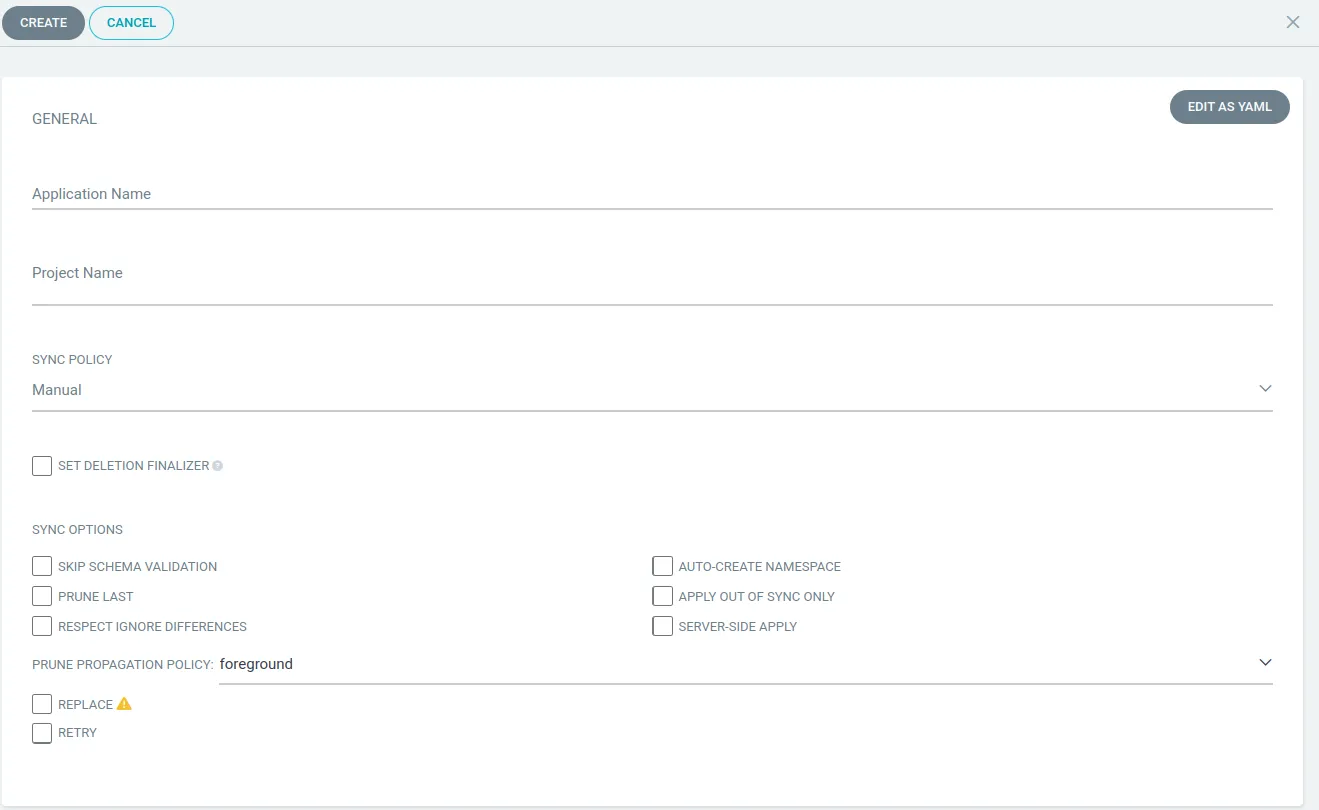 CREATE CANCEL
EDIT AS YAML
GENERAL
Application Name
Project Name
SYNC POLICY
Manual
SET DELETION FINALIZER ?
SYNC OPTIONS
SKIP SCHEMA VALIDATION AUTO-CREATE NAMESPACE
PRUNE LAST APPLY OUT OF SYNC ONLY
RESPECT IGNORE DIFFERENCES SERVER-SIDE APPLY
PRUNE PROPAGATION POLICY: foreground
REPLACE
RETRY